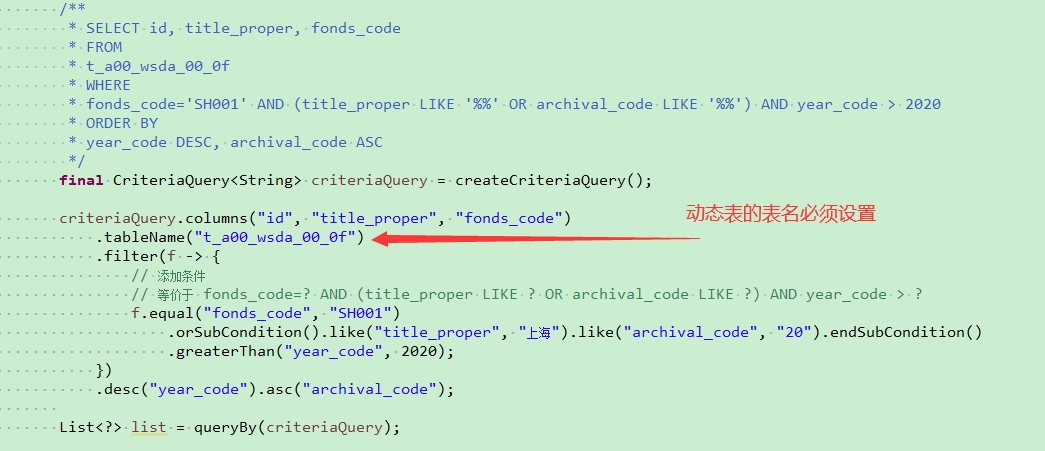 /**
* SELECT id, title_proper, fonds_code
* FROM
* t_a00_wsda_00_0f
* WHERE
* fonds_code='SH001' AND (title_proper LIKE '%%' OR archival_code LIKE '%%') AND year_code > 2020
* ORDER BY
* year_code DESC, archival_code ASC
*/
final CriteriaQuery<String> criteriaQuery = createCriteriaQuery();
criteriaQuery.columns("id", "title_proper", "fonds_code")
动态表的表名必须设置
.tableName("t_a00_wsda_00_0f")
.filter(f -> {
// 添加条件
// 等价于 fonds_code=? AND (title_proper LIKE ? OR archival_code LIKE ?) AND year_code > ?
f.equal("fonds_code", "SH001")
.orSubCondition().like("title_proper", "上海").like("archival_code", "20").endSubCondition()
.greaterThan("year_code", 2020);
})
.desc("year_code").asc("archival_code");
List<?> list = queryBy(criteriaQuery);